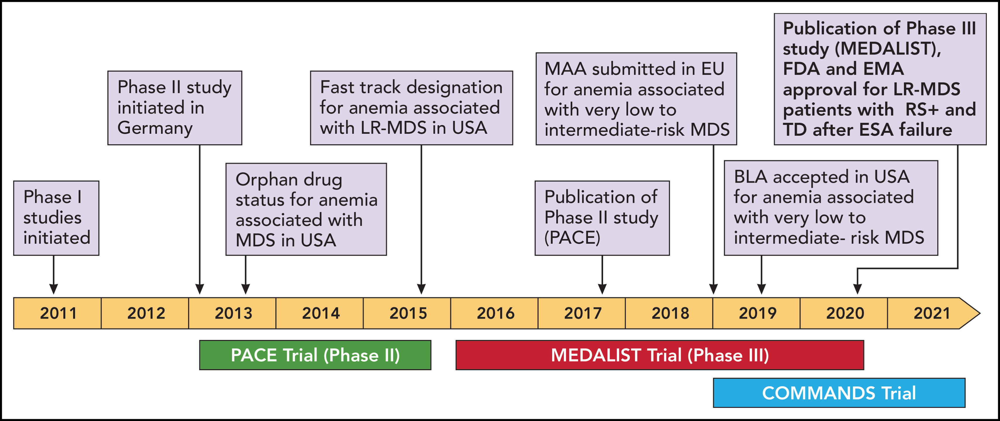 Phase I
studies
initiated
Phase II study
initiated in
Germany
Orphan drug
status for anemia
associated with
MDS in USA
Fast track designation
for anemia associated
with LR-MDS in USA
Publication of
Phase II study
(PACE)
MAA submitted in EU
for anemia associated
with very low to
intermediate-risk MDS
BLA accepted in USA
for anemia associated
with very low to
intermediate- risk MDS
Publication of Phase III
study (MEDALIST),
FDA and EMA
approval for LR-MDS
patients with RS+ and
TD after ESA failure
2011 2012 2013 2014 2015 2016 2017 2018 2019 2020 2021
PACE Trial (Phase II)
MEDALIST Trial (Phase III)
COMMANDS Trial